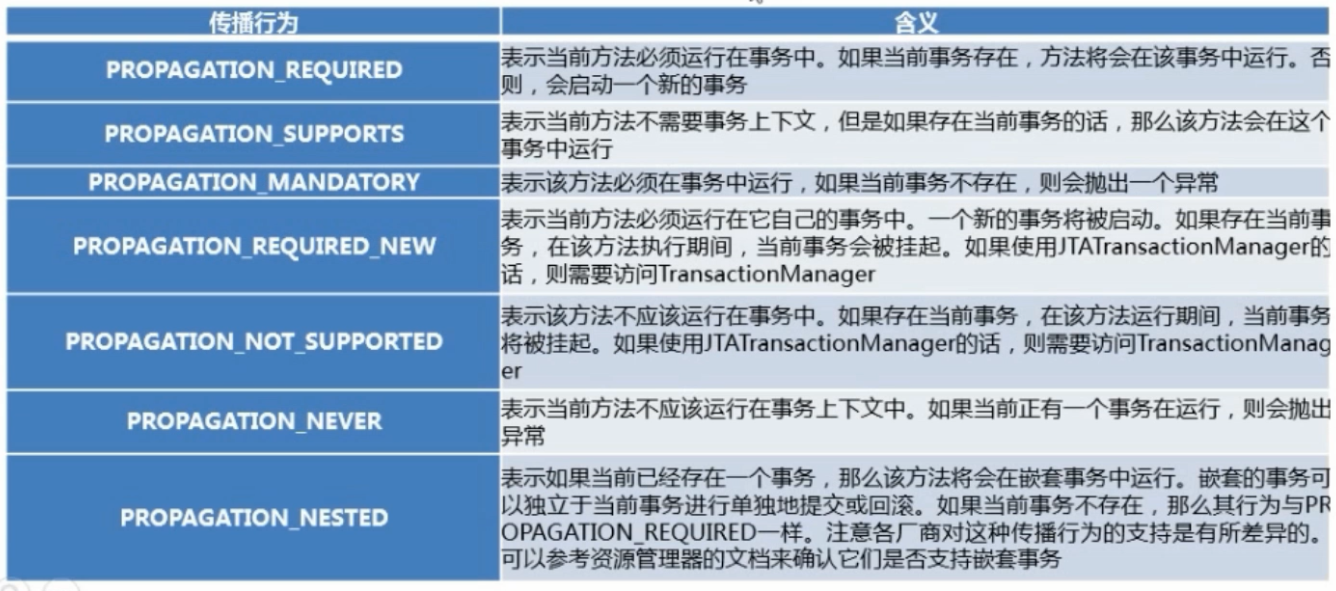 传播行为
含义
PROPAGATION_REQUIRED
表示当前方法必须运行在事务中。如果当前事务存在，方法将会在该事务中运行。否
则，会启动一个新的事务
PROPAGATION_SUPPORTS
表示当前方法不需要事务上下文，但是如果存在当前事务的话，那么该方法会在这个
事务中运行
PROPAGATION_MANDATORY
表示该方法必须在事务中运行，如果当前事务不存在，则会抛出一个异常
PROPAGATION_REQUIRED_NEW
表示当前方法必须运行在它自己的事务中。一个新的事务将被启动。如果存在当前事
务，在该方法执行期间，当前事务会被挂起。如果使用JTATransactionManager的
话，则需要访问TransactionManager
PROPAGATION_NOT_SUPPORTED
表示该方法不应该运行在事务中。如果存在当前事务，在该方法运行期间，当前事务
将被挂起。如果使用JTATransactionManager的话，则需要访问TransactionManag
er
PROPAGATION_NEVER
表示当前方法不应该运行在事务上下文中。如果当前正有一个事务在运行，则会抛出
异常
PROPAGATION_NESTED
表示如果当前已经存在一个事务，那么该方法将会在嵌套事务中运行。嵌套的事务可
以独立于当前事务进行单独地提交或回滚。如果当前事务不存在，那么其行为与PR
OPAGATION_REQUIRED一样。注意各厂商对这种传播行为的支持是有所差异的。
可以参考资源管理器的文档来确认它们是否支持嵌套事务